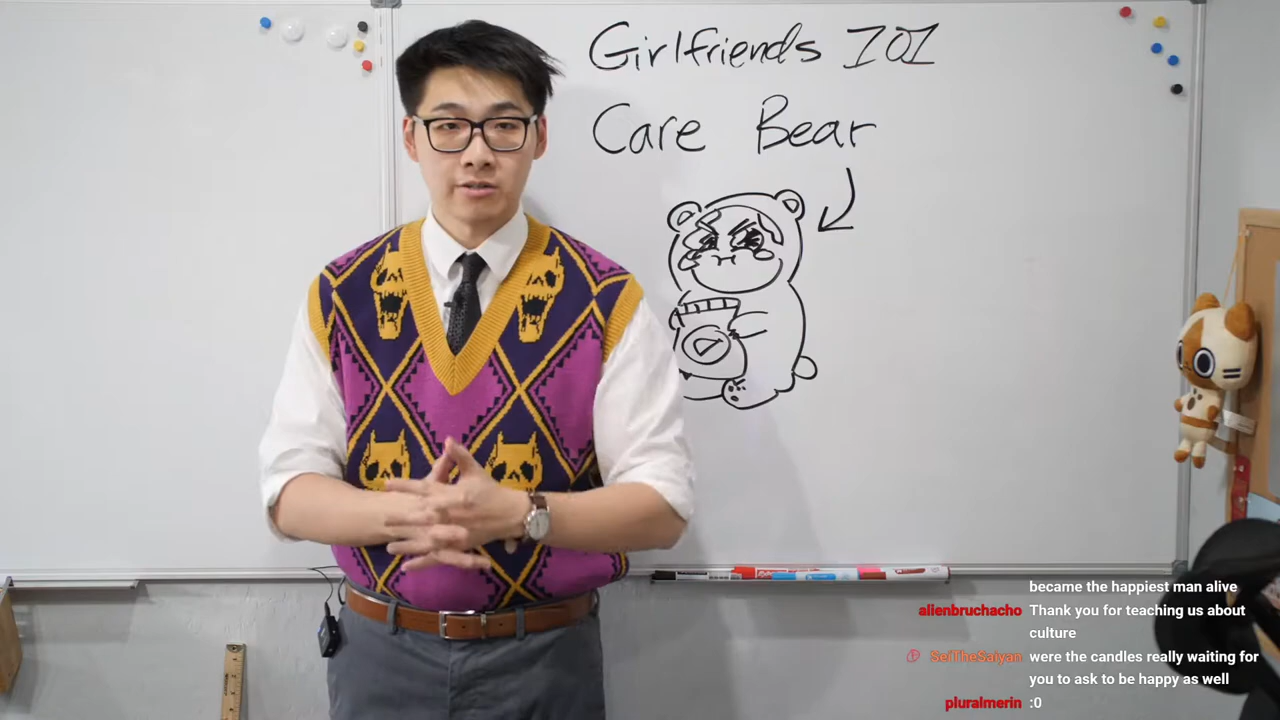 Girlfriends 101
Care Bear
became the happiest man alive
alienbruchacho Thank you for teaching us about
culture
SeiTheSaiyan were the candles really waiting for
you to ask to be happy as well
pluralmerin :0